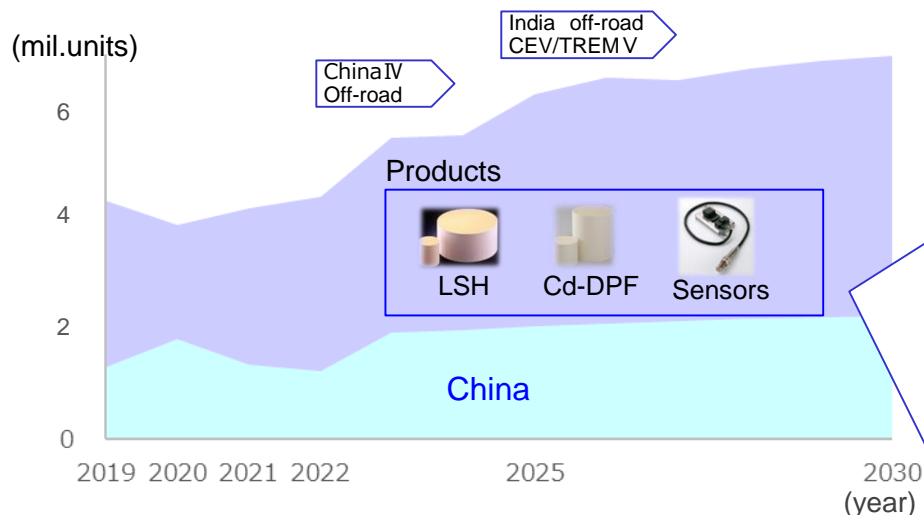 (mil.units)
India off-road
CEV/TREM V
China Ⅳ
Off-road
6
4
2
0
Products
LSH Cd-DPF Sensors
China
2019 2020 2021 2022 2025 2030
(year)